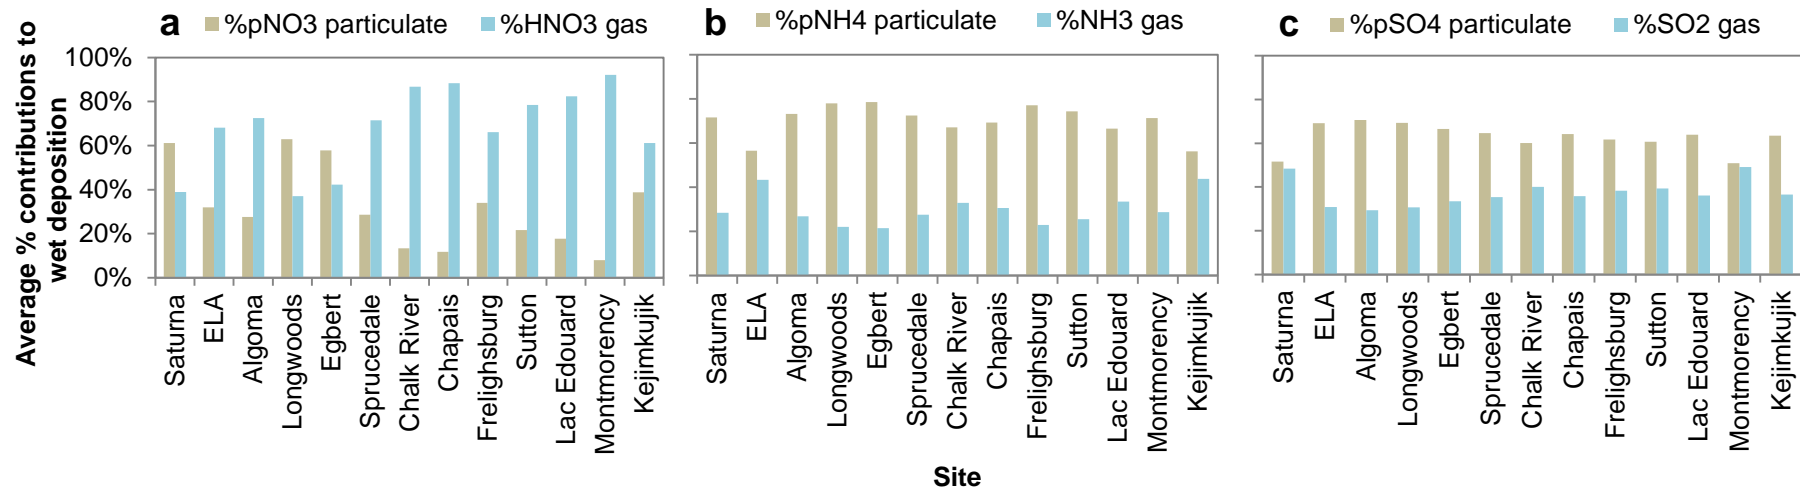 Average % contributions to
wet deposition
a %pNO3 particulate %HNO3 gas
100%
80%
60%
40%
20%
0%
Saturna
ELA
Algoma
Longwoods
Egbert
Sprucedale
Chalk River
Chapais
Frelighsburg
Sutton
Lac Edouard
Montmorency
Kejimkujik
b %pNH4 particulate %NH3 gas
Saturna
ELA
Algoma
Longwoods
Egbert
Sprucedale
Chalk River
Chapais
Frelighsburg
Sutton
Lac Edouard
Montmorency
Kejimkujik
c %pSO4 particulate %SO2 gas
Saturna
ELA
Algoma
Longwoods
Egbert
Sprucedale
Chalk River
Chapais
Frelighsburg
Sutton
Lac Edouard
Montmorency
Kejimkujik
Site